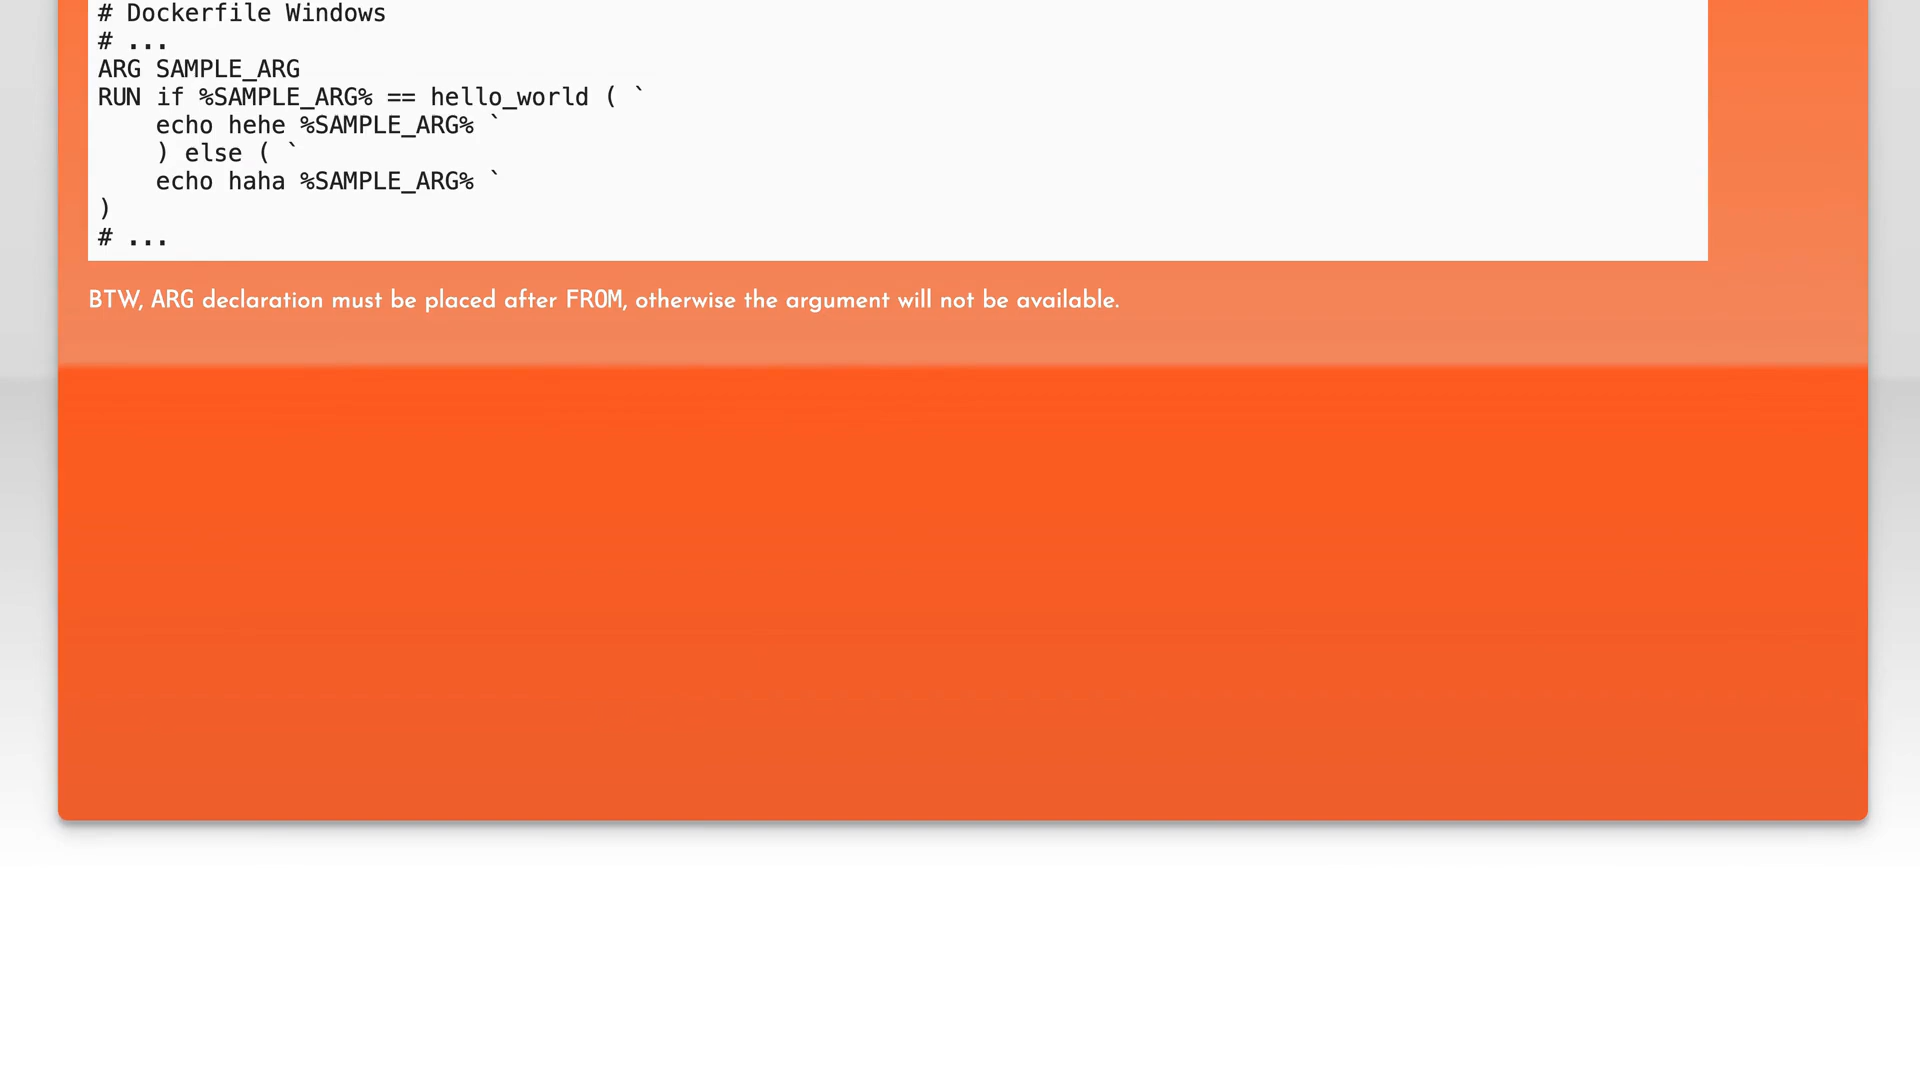 # Dockerfile Windows
# ...
ARG SAMPLE_ARG
RUN if %SAMPLE_ARG% == hello_world ( `
    echo hehe %SAMPLE_ARG% `
    ) else ( `
    echo haha %SAMPLE_ARG% `
)
# ...
BTW, ARG declaration must be placed after FROM, otherwise the argument will not be available.